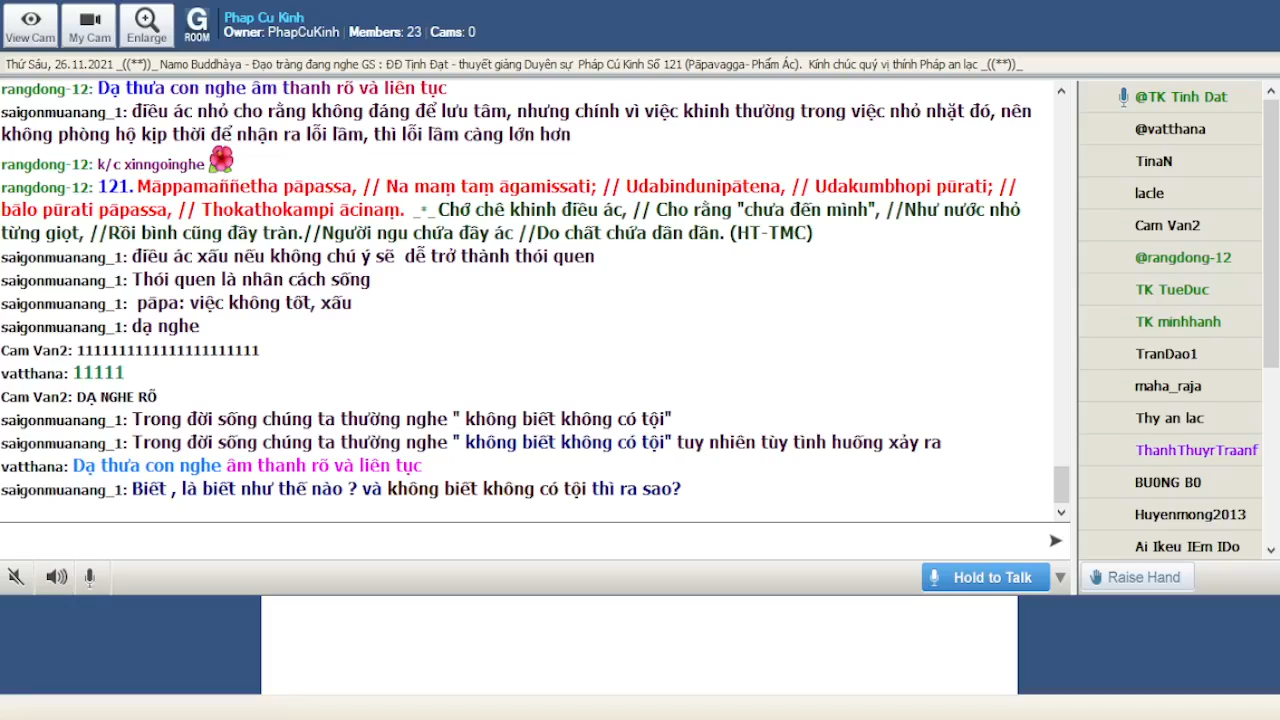 View Cam
My Cam
Enlarge
G
ROOM
Phap Cu Kinh
Owner: PhapCuKinh | Members: 23 | Cams: 0
Thứ Sáu, 26.11.2021 _((**))_ Namo Buddhàya - Đạo tràng đang nghe GS : ĐĐ Tịnh Đạt - thuyết giảng Duyên sự Pháp Cú Kinh Số 121 (Pāpavagga- Phẩm Ác). Kính chúc quý vị thính Pháp an lạc _((**))_
rangdong-12: Dạ thưa con nghe âm thanh rõ và liên tục
saigonmuanang_1: điều ác nhỏ cho rằng không đáng để lưu tâm, nhưng chính vì việc khinh thường trong việc nhỏ nhặt đó, nên
không phòng hộ kịp thời để nhận ra lỗi lầm, thì lỗi lầm càng lớn hơn
rangdong-12: k/c xinngoinghe
rangdong-12: 121. Māppamaññetha pāpassa, // Na maṃ taṃ āgamissati; // Udabindunipātena, // Udakumbhopi pūrati; //
bālo pūrati pāpassa, // Thokathokampi ācinaṃ. _*_ Chớ chê khinh điều ác, // Cho rằng "chưa đến mình", //Như nước nhỏ
từng giọt, //Rồi bình cũng đầy tràn.//Người ngu chứa đầy ác //Do chất chứa dần dần. (HT-TMC)
saigonmuanang_1: điều ác xấu nếu không chú ý sẽ dễ trở thành thói quen
saigonmuanang_1: Thói quen là nhân cách sống
saigonmuanang_1: pāpa: việc không tốt, xấu
saigonmuanang_1: dạ nghe
Cam Van2: 1111111111111111111111
vatthana: 11111
Cam Van2: DẠ NGHE RÕ
saigonmuanang_1: Trong đời sống chúng ta thường nghe " không biết không có tội"
saigonmuanang_1: Trong đời sống chúng ta thường nghe " không biết không có tội" tuy nhiên tùy tình huống xảy ra
vatthana: Dạ thưa con nghe âm thanh rõ và liên tục
saigonmuanang_1: Biết , là biết như thế nào ? và không biết không có tội thì ra sao?
@TK Tinh Dat
@vatthana
TinaN
lacle
Cam Van2
@rangdong-12
TK TueDuc
TK minhhanh
TranDao1
maha_raja
Thy an lac
ThanhThuyrTraanf
BU0NG B0
Huyenmong2013
Ai Ikeu IEm IDo
Hold to Talk
Raise Hand